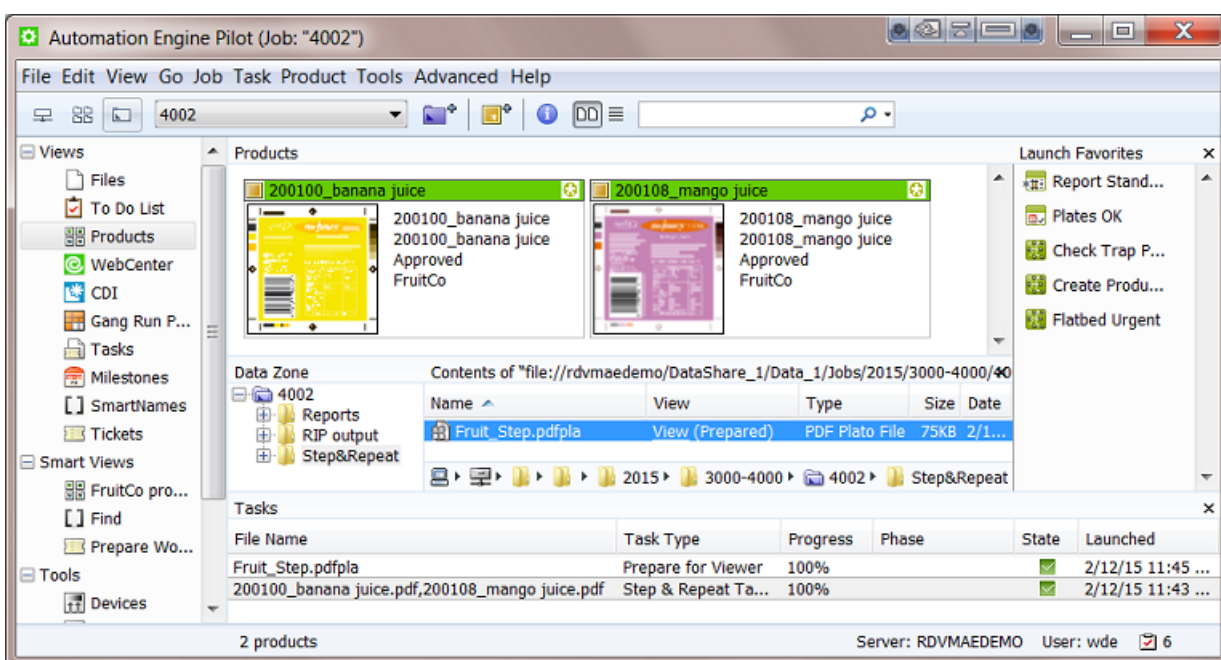 Automation Engine Pilot (Job: "4002")
File Edit View Go Job Task Product Tools Advanced Help
4002
Views
Files
To Do List
Products
WebCenter
CDI
Gang Run P...
Tasks
Milestones
SmartNames
Tickets
Smart Views
FruitCo pro...
Find
Prepare Wo...
Tools
Devices
Products
200100_banana juice
200100_banana juice
200100_banana juice
Approved
FruitCo
200108_mango juice
200108_mango juice
200108_mango juice
Approved
FruitCo
Launch Favorites
Report Stand...
Plates OK
Check Trap P...
Create Produ...
Flatbed Urgent
Data Zone
4002
Reports
RIP output
Step&Repeat
Contents of "file://rdvmaedemo/DataShare_1/Data_1/Jobs/2015/3000-4000/40
Name View Type Size Date
Fruit_Step.pdfpla View (Prepared) PDF Plato File 75KB 2/1...
2015 3000-4000 4002 Step&Repeat
Tasks
File Name Task Type Progress Phase State Launched
Fruit_Step.pdfpla Prepare for Viewer 100% 2/12/15 11:45 ...
200100_banana juice.pdf,200108_mango juice.pdf Step & Repeat Ta... 100% 2/12/15 11:43 ...
2 products Server: RDVMAEDEMO User: wde 6